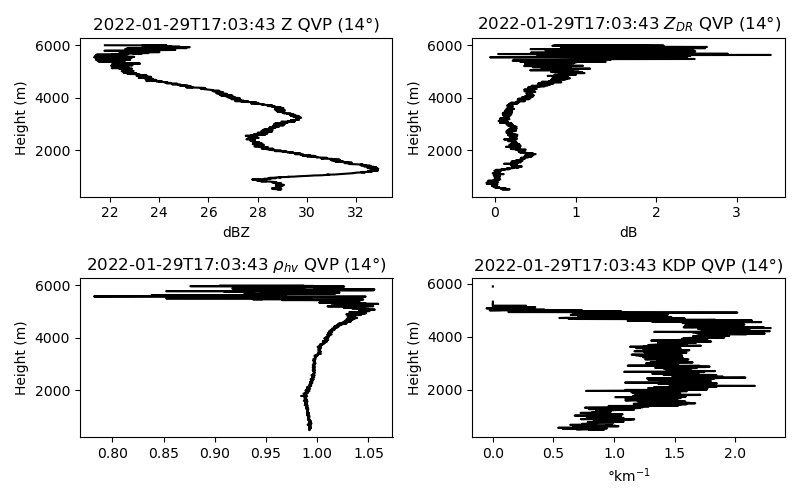 2022-01-29T17:03:43 Z QVP (14°)
Height (m)
6000
4000
2000
22 24 26 28 30 32
dBZ
2022-01-29T17:03:43 Z_DR QVP (14°)
Height (m)
6000
4000
2000
0 1 2 3
dB
2022-01-29T17:03:43 ρ_hv QVP (14°)
Height (m)
6000
4000
2000
0.80 0.85 0.90 0.95 1.00 1.05
2022-01-29T17:03:43 KDP QVP (14°)
Height (m)
6000
4000
2000
0.0 0.5 1.0 1.5 2.0
°km⁻¹